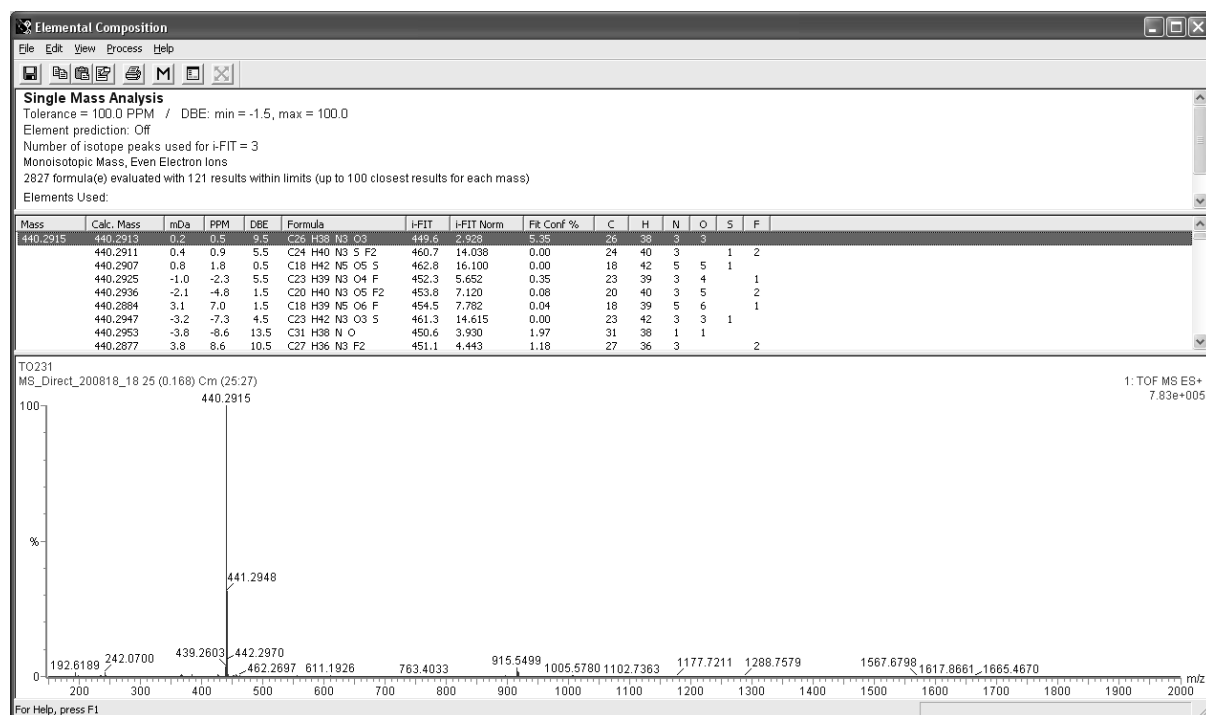 Elemental Composition
File Edit View Process Help
M
Single Mass Analysis
Tolerance = 100.0 PPM / DBE: min = -1.5, max = 100.0
Element prediction: Off
Number of isotope peaks used for i-FIT = 3
Monoisotopic Mass, Even Electron Ions
2827 formula(e) evaluated with 121 results within limits (up to 100 closest results for each mass)
Elements Used:
Mass Calc. Mass mDa PPM DBE Formula i-FIT i-FIT Norm Fit Conf % C H N O S F
440.2915 440.2913 0.2 0.5 9.5 C26 H38 N3 O3 449.6 2.928 5.35 26 38 3 3
440.2911 0.4 0.9 5.5 C24 H40 N3 S F2 460.7 14.038 0.00 24 40 3 1 2
440.2907 0.8 1.8 0.5 C18 H42 N5 O5 S 462.8 16.100 0.00 18 42 5 5 1
440.2925 -1.0 -2.3 5.5 C23 H39 N3 O4 F 452.3 5.652 0.35 23 39 3 4 1
440.2936 -2.1 -4.8 1.5 C20 H40 N3 O5 F2 453.8 7.120 0.08 20 40 3 5 2
440.2884 3.1 7.0 1.5 C18 H39 N5 O6 F 454.5 7.782 0.04 18 39 5 6 1
440.2947 -3.2 -7.3 4.5 C23 H42 N3 O3 S 461.3 14.615 0.00 23 42 3 3 1
440.2953 -3.8 -8.6 13.5 C31 H38 N O 450.6 3.930 1.97 31 38 1 1
440.2877 3.8 8.6 10.5 C27 H36 N3 F2 451.1 4.443 1.18 27 36 3 2
TO231
MS_Direct_200818_18 25 (0.168) Cm (25:27)
1: TOF MS ES+
7.83e+005
100
440.2915
%
441.2948
192.6189 242.0700 439.2603 442.2970 462.2697 611.1926 763.4033 915.5499 1005.5780 1102.7363 1177.7211 1288.7579 1567.6798 1617.8661 1665.4670
0
m/z
200 300 400 500 600 700 800 900 1000 1100 1200 1300 1400 1500 1600 1700 1800 1900 2000
For Help, press F1